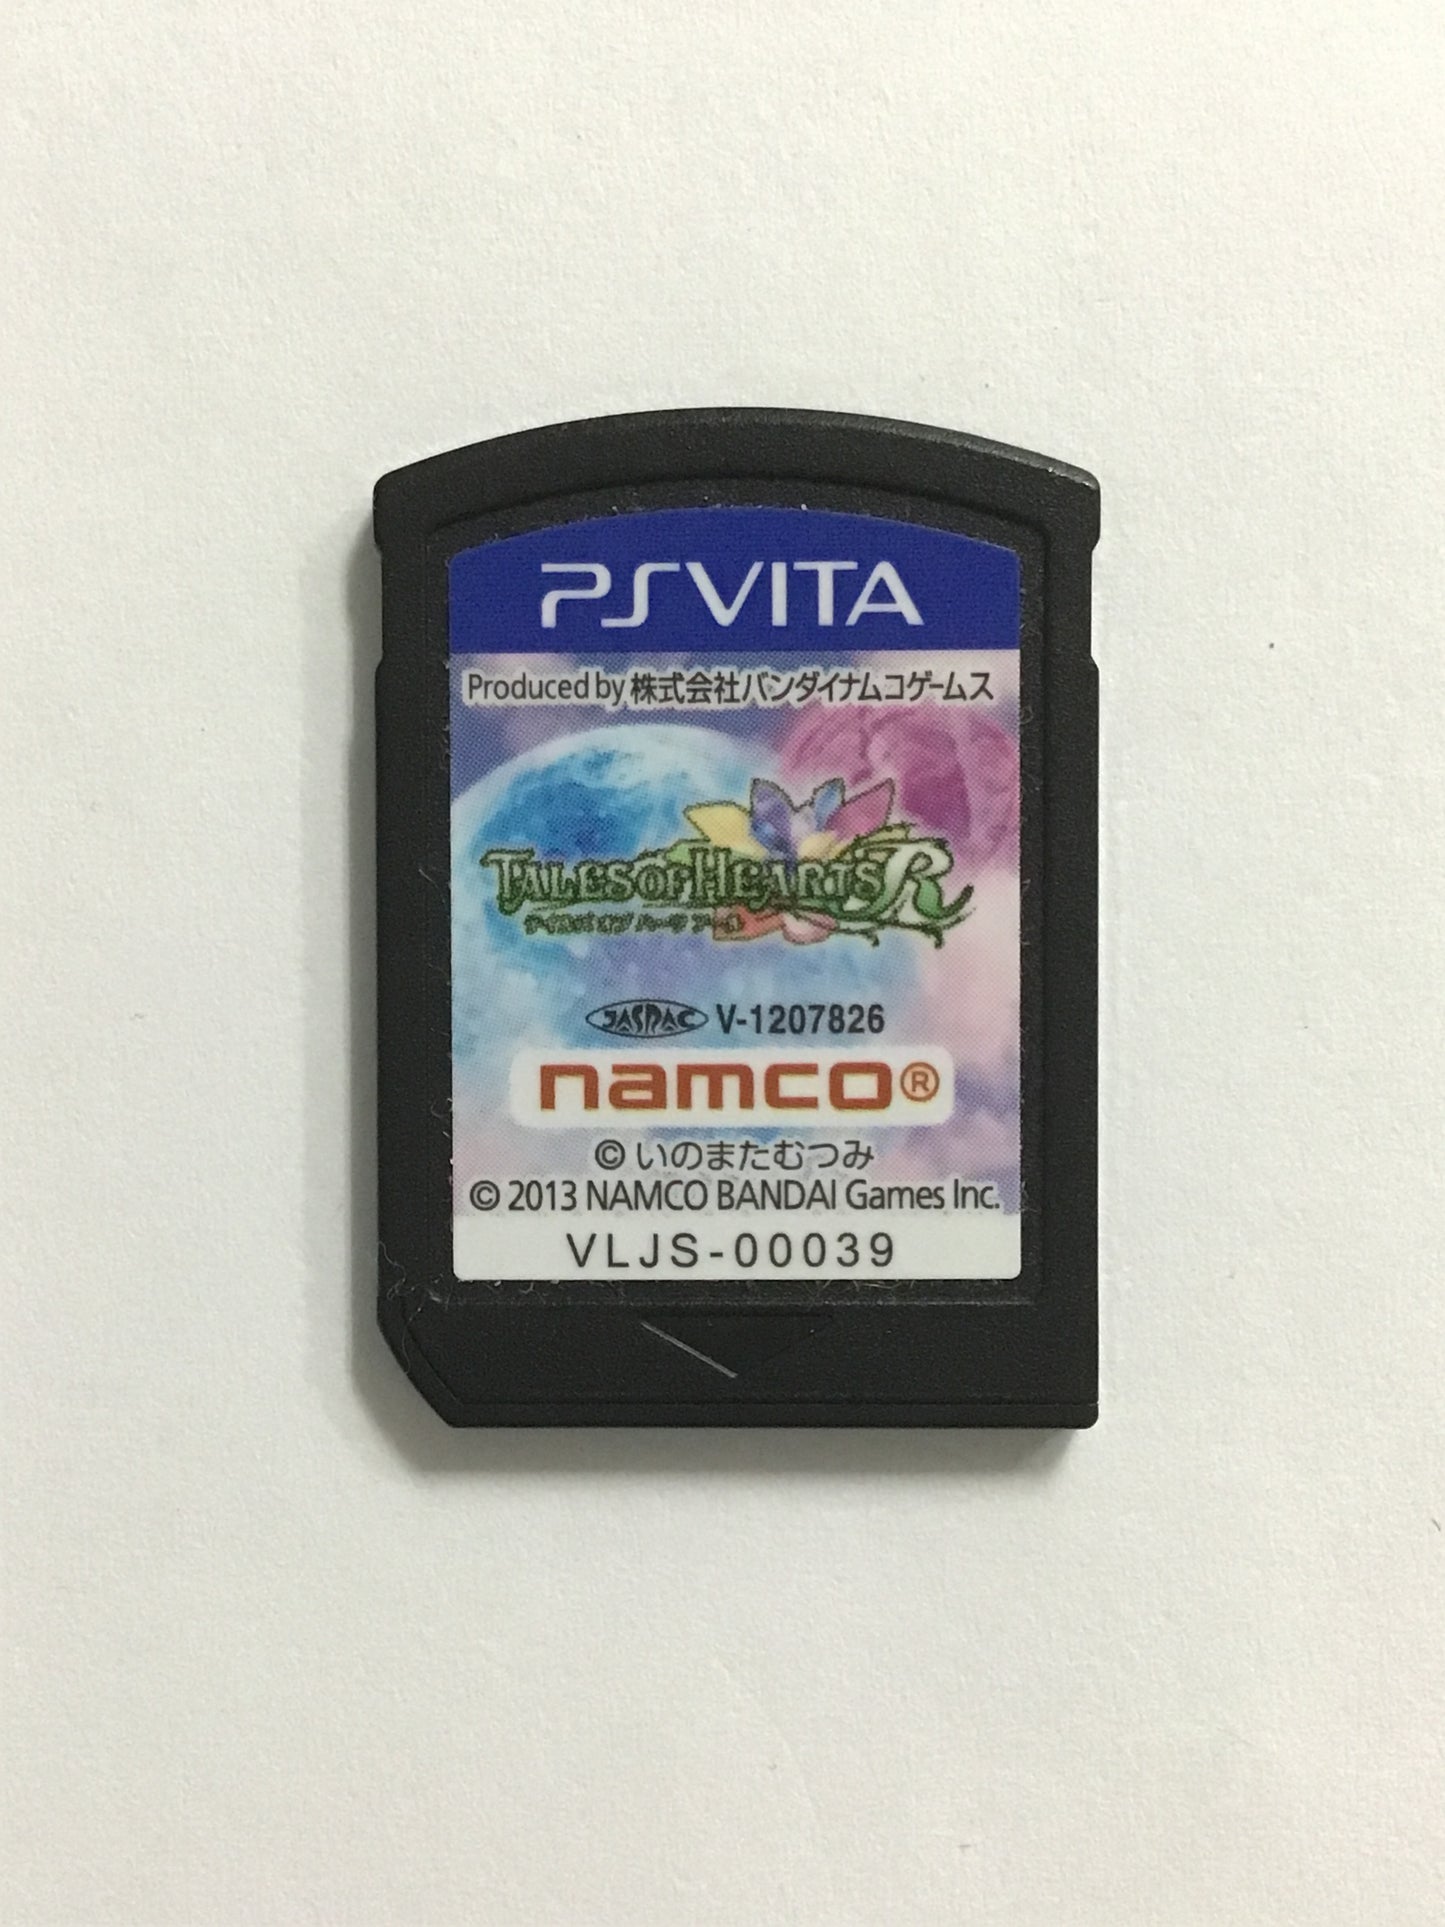 PSVITA
Produced by 株式会社バンダイナムコゲームス
TALES OF HEARTS R
テイルズ オブ ハーツ アール
JASRAC V-1207826
namco®
© いのまたむつみ
© 2013 NAMCO BANDAI Games Inc.
VLJS-00039